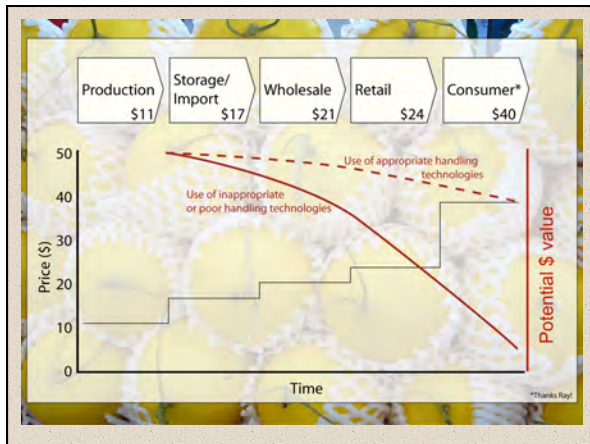 Production
$11
Storage/
Import
$17
Wholesale
$21
Retail
$24
Consumer*
$40
50
40
30
20
10
0
Price ($)
Use of appropriate handling
technologies
Use of inappropriate
or poor handling technologies
Potential $ value
Time
*Thanks Ray!